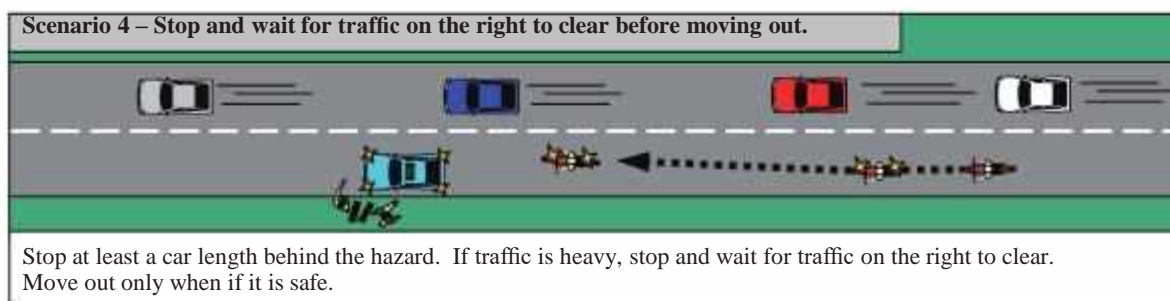 Scenario 4 – Stop and wait for traffic on the right to clear before moving out.
Stop at least a car length behind the hazard.  If traffic is heavy, stop and wait for traffic on the right to clear.
Move out only when if it is safe.